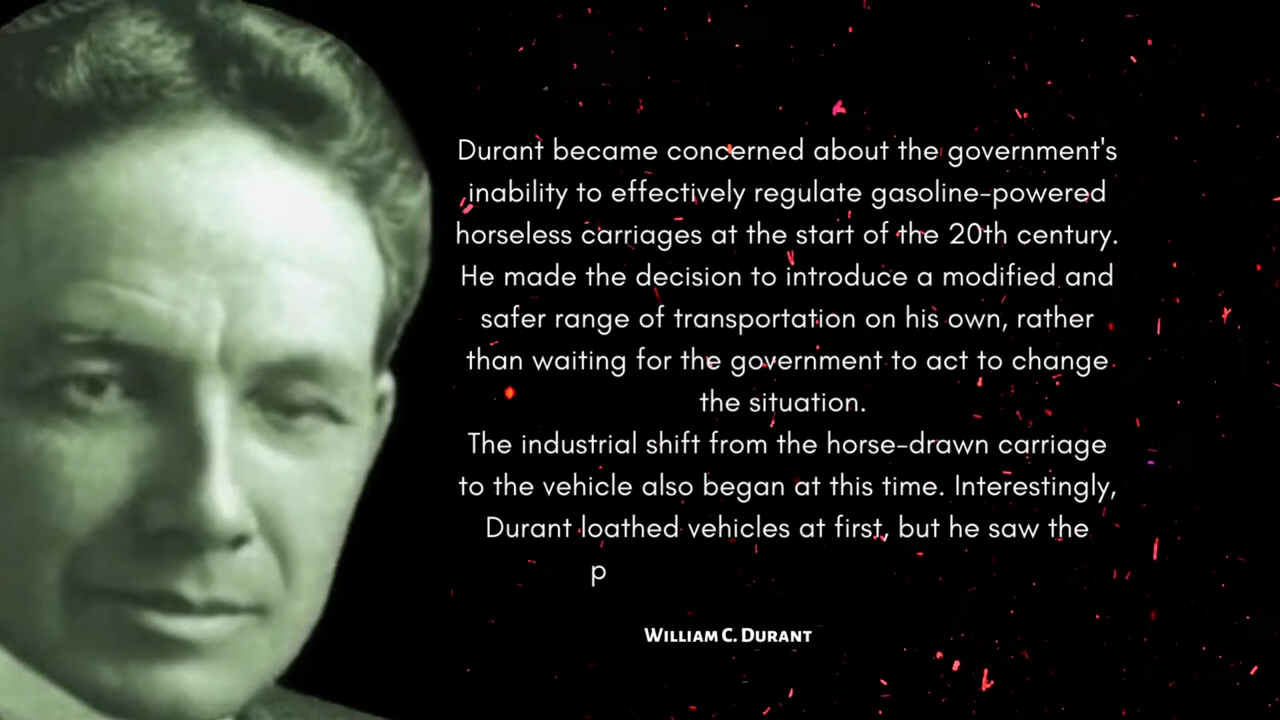 Durant became concerned about the government's
inability to effectively regulate gasoline-powered
horseless carriages at the start of the 20th century.
He made the decision to introduce a modified and
safer range of transportation on his own, rather
than waiting for the government to act to change
the situation.
The industrial shift from the horse-drawn carriage
to the vehicle also began at this time. Interestingly,
Durant loathed vehicles at first, but he saw the
p
William C. Durant